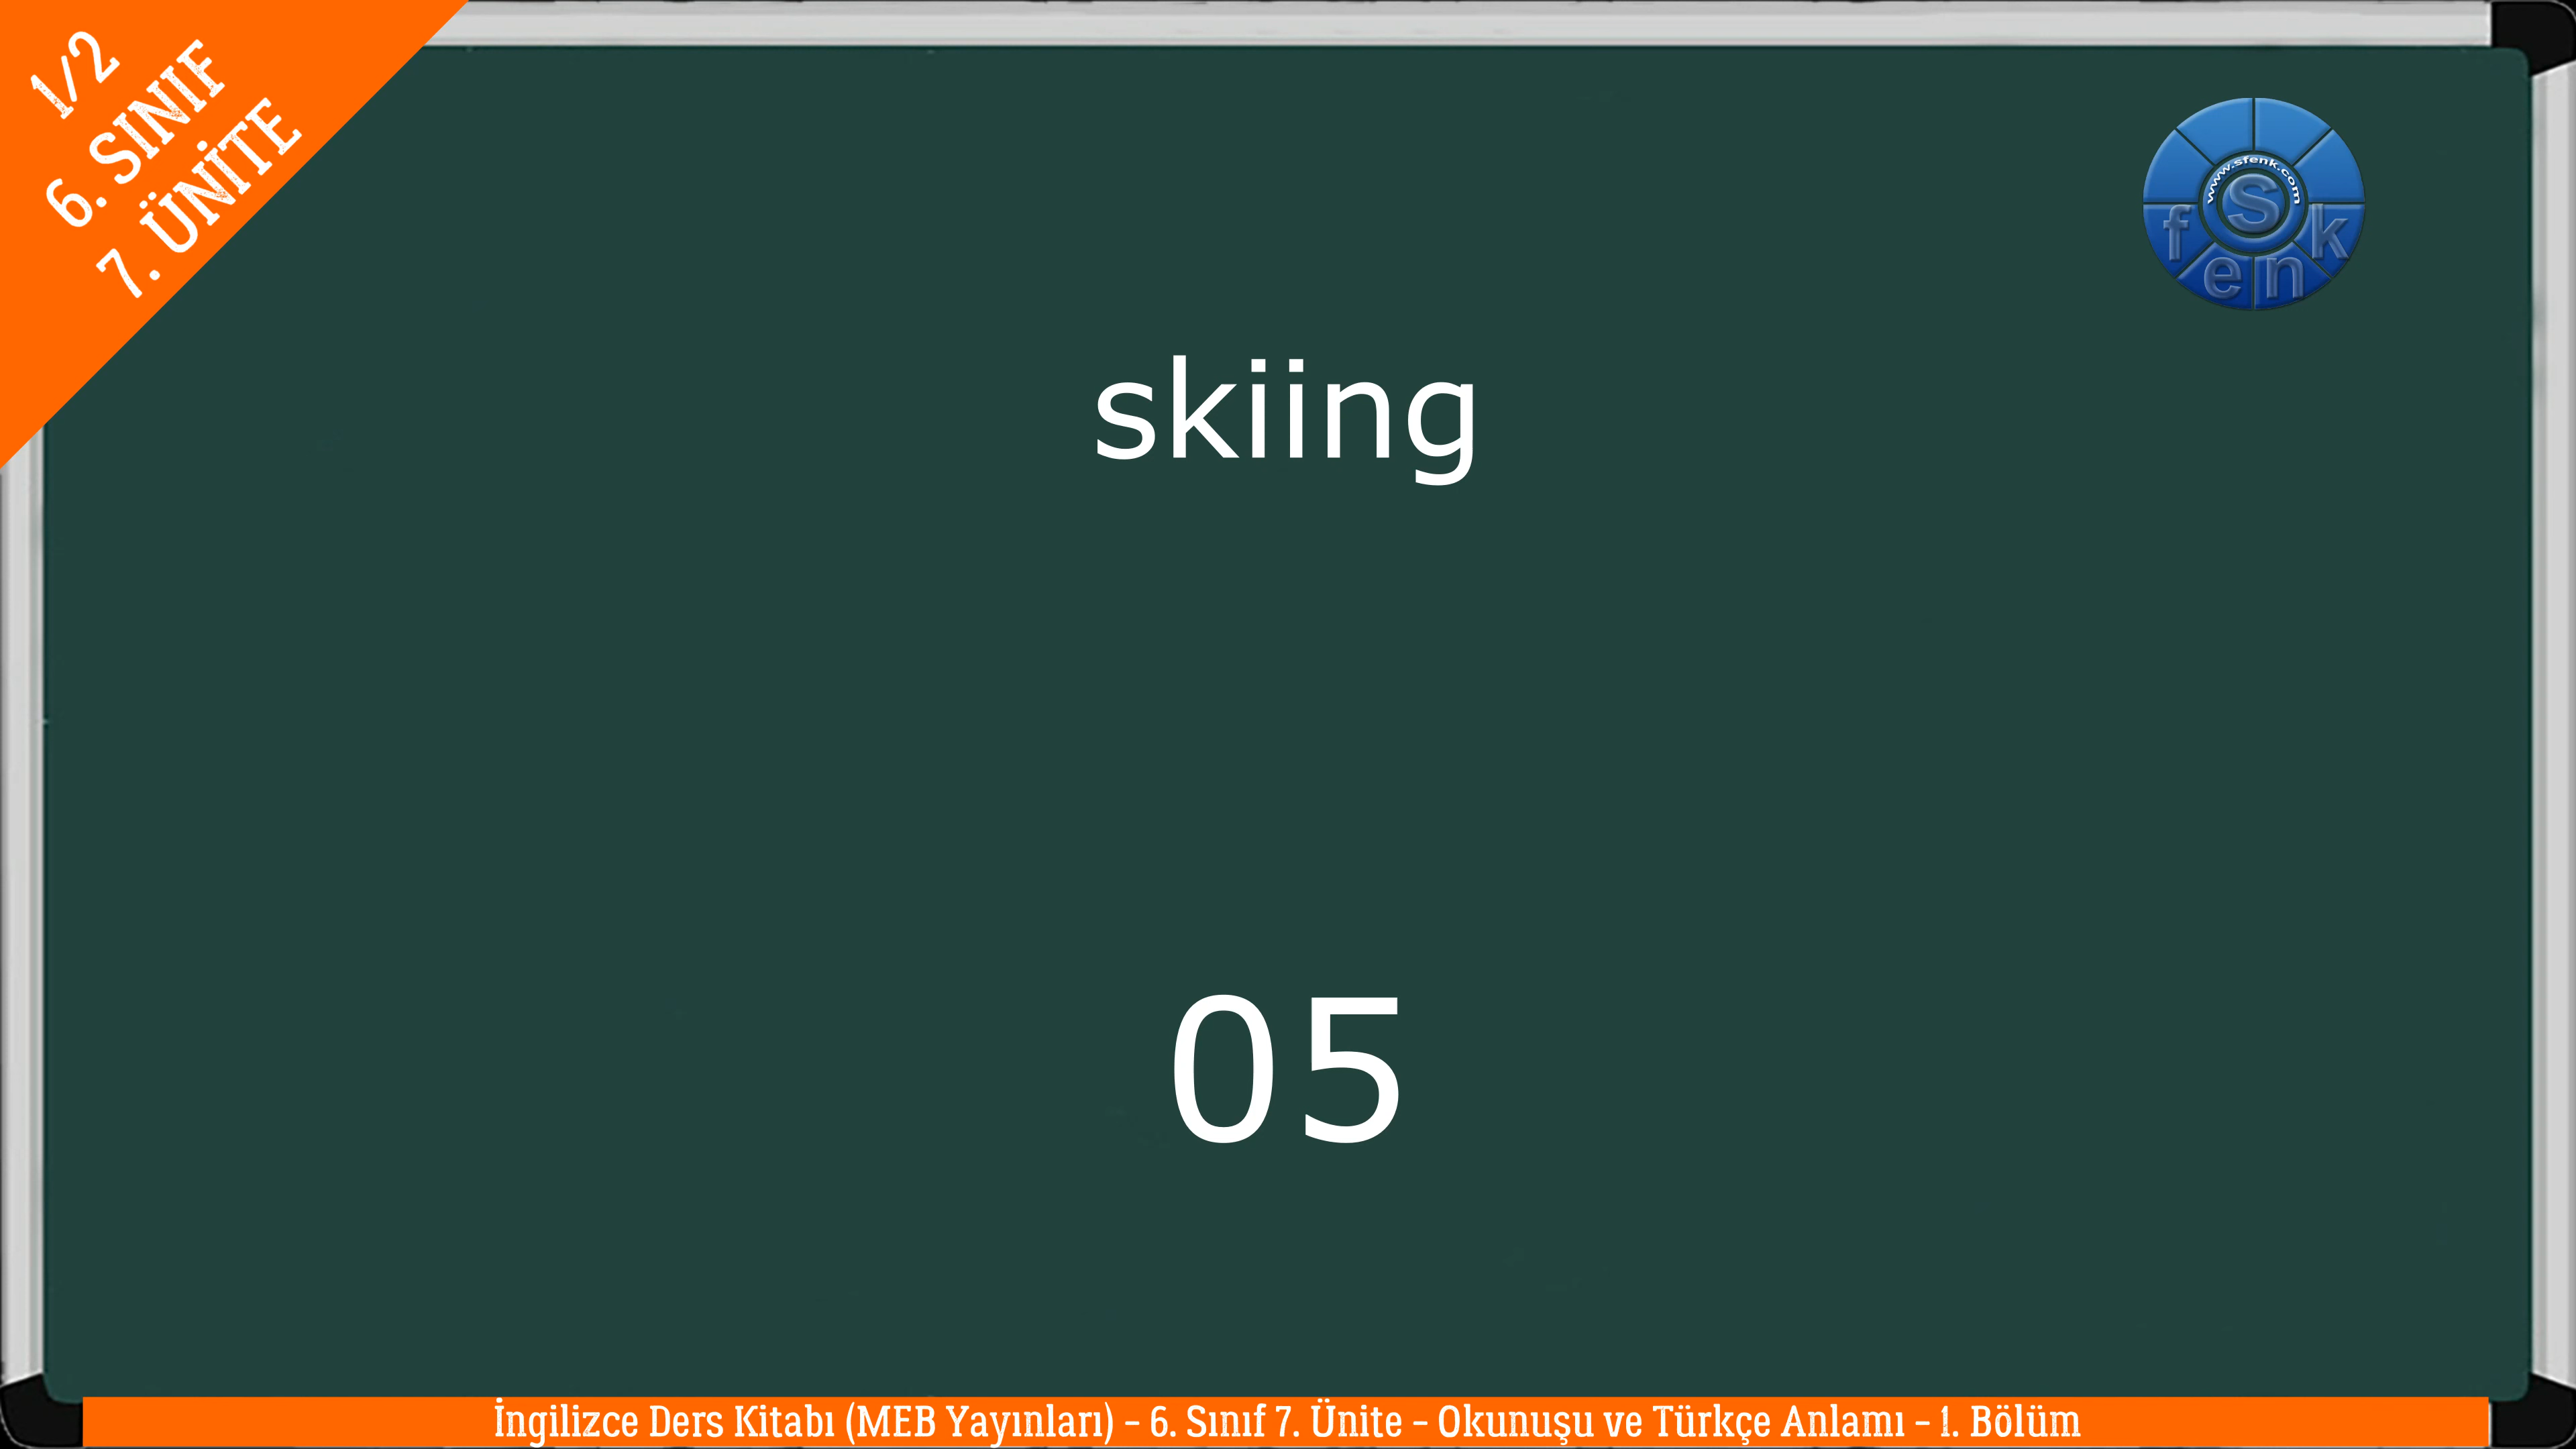 1/2
6. SINIF
7. ÜNİTE
www.sfenk.com
S
f e n k
skiing
05
İngilizce Ders Kitabı (MEB Yayınları) – 6. Sınıf 7. Ünite – Okunuşu ve Türkçe Anlamı – 1. Bölüm